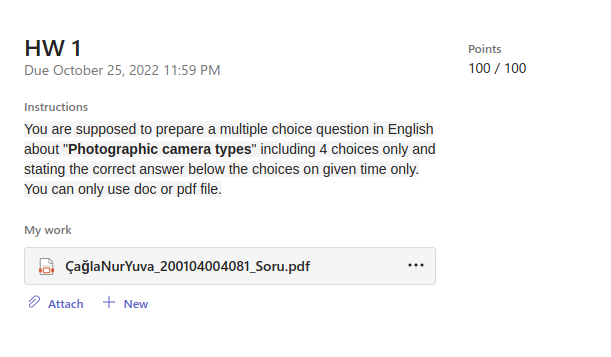 HW 1
Due October 25, 2022 11:59 PM
Points
100 / 100
Instructions
You are supposed to prepare a multiple choice question in English
about "Photographic camera types" including 4 choices only and
stating the correct answer below the choices on given time only.
You can only use doc or pdf file.
My work
ÇağlaNurYuva_200104004081_Soru.pdf
Attach New